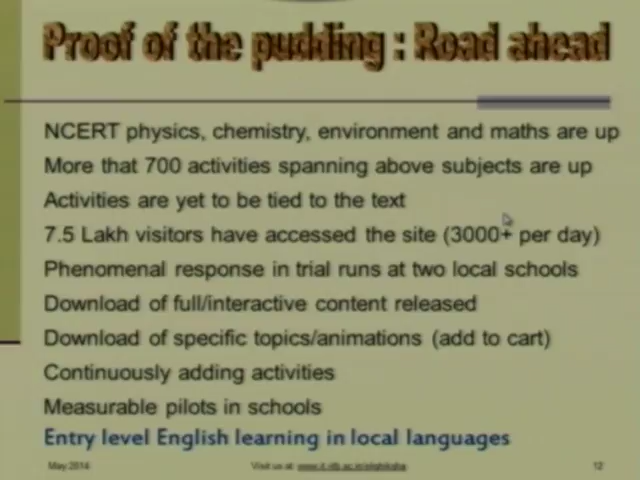 Proof of the pudding : Road ahead
NCERT physics, chemistry, environment and maths are up
More that 700 activities spanning above subjects are up
Activities are yet to be tied to the text
7.5 Lakh visitors have accessed the site (3000+ per day)
Phenomenal response in trial runs at two local schools
Download of full/interactive content released
Download of specific topics/animations (add to cart)
Continuously adding activities
Measurable pilots in schools
Entry level English learning in local languages
May 2014
Visit us at:
12